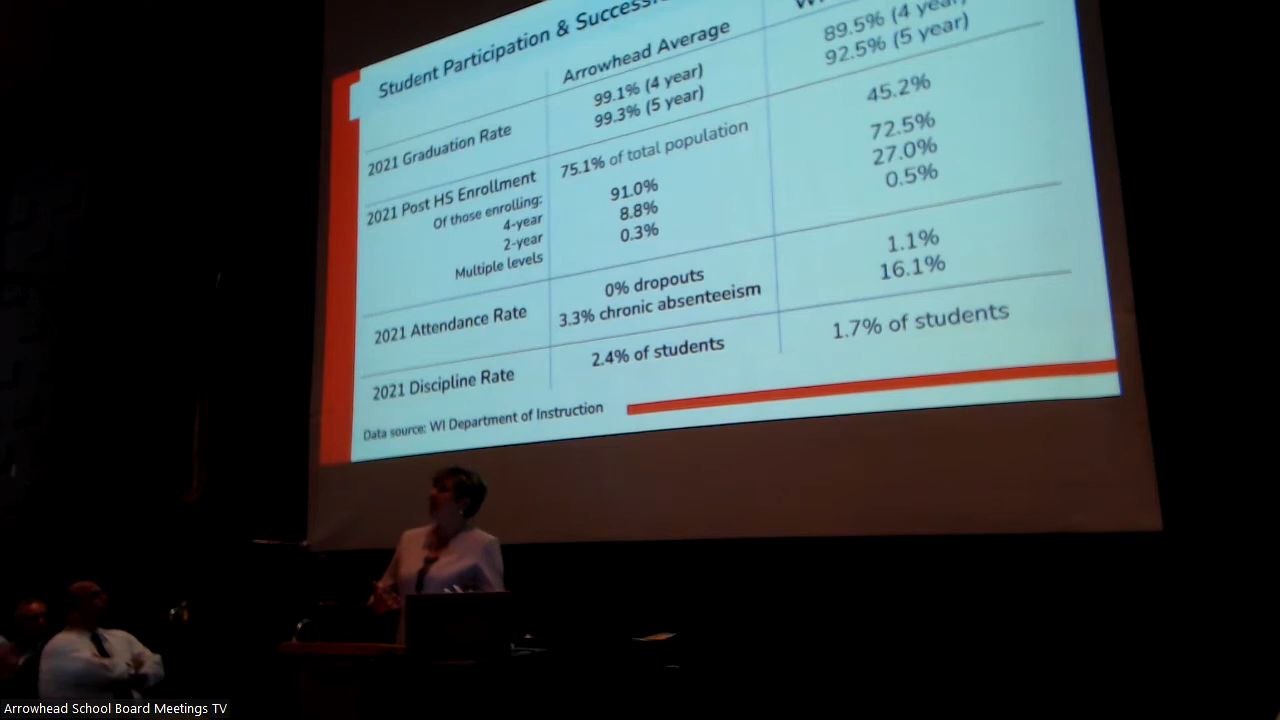 Student Participation & Success
Arrowhead Average
2021 Graduation Rate
99.1% (4 year)
99.3% (5 year)
89.5% (4 year)
92.5% (5 year)
2021 Post HS Enrollment
75.1% of total population
45.2%
Of those enrolling:
4-year
91.0%
72.5%
2-year
8.8%
27.0%
Multiple levels
0.3%
0.5%
2021 Attendance Rate
0% dropouts
3.3% chronic absenteeism
1.1%
16.1%
2021 Discipline Rate
2.4% of students
1.7% of students
Data source: WI Department of Instruction
Arrowhead School Board Meetings TV